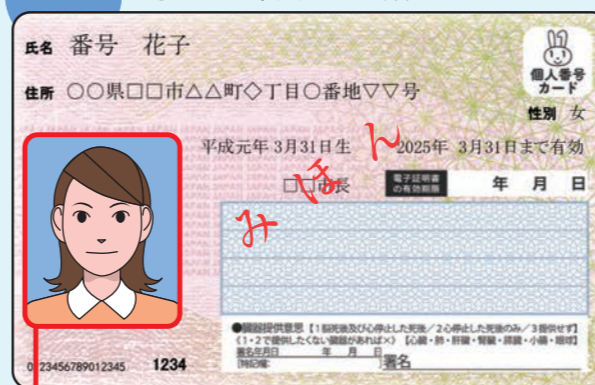 氏名 番号 花子
個人番号
カード
住所 ○○県□□市△△町◇丁目○番地▽▽号
性別 女
平成元年3月31日生 2025年 3月31日まで有効
□□市長 電子証明書の有効期限 年 月 日
みほん
●臓器提供意思【1脳死後及び心停止した死後/2心停止した死後のみ/3提供せず】
《1・2で提供したくない臓器があれば×》【心臓・肺・肝臓・腎臓・膵臓・小腸・眼球】
署名年月日 年 月 日
〔特記欄: 〕署名
0123456789012345 1234